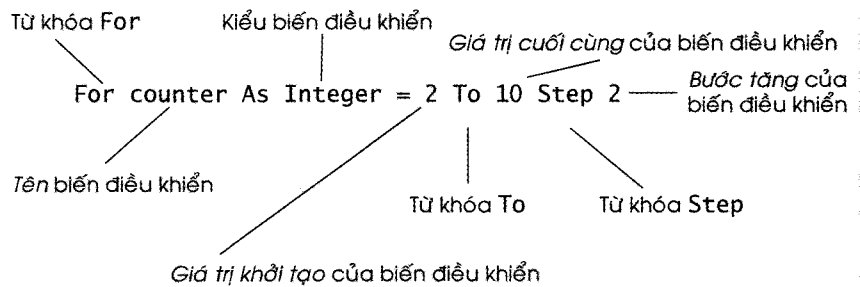 Từ khóa For
Kiểu biến điều khiển
Giá trị cuối cùng của biến điều khiển
For counter As Integer = 2 To 10 Step 2
Bước tăng của
biến điều khiển
Tên biến điều khiển
Từ khóa To
Từ khóa Step
Giá trị khởi tạo của biến điều khiển